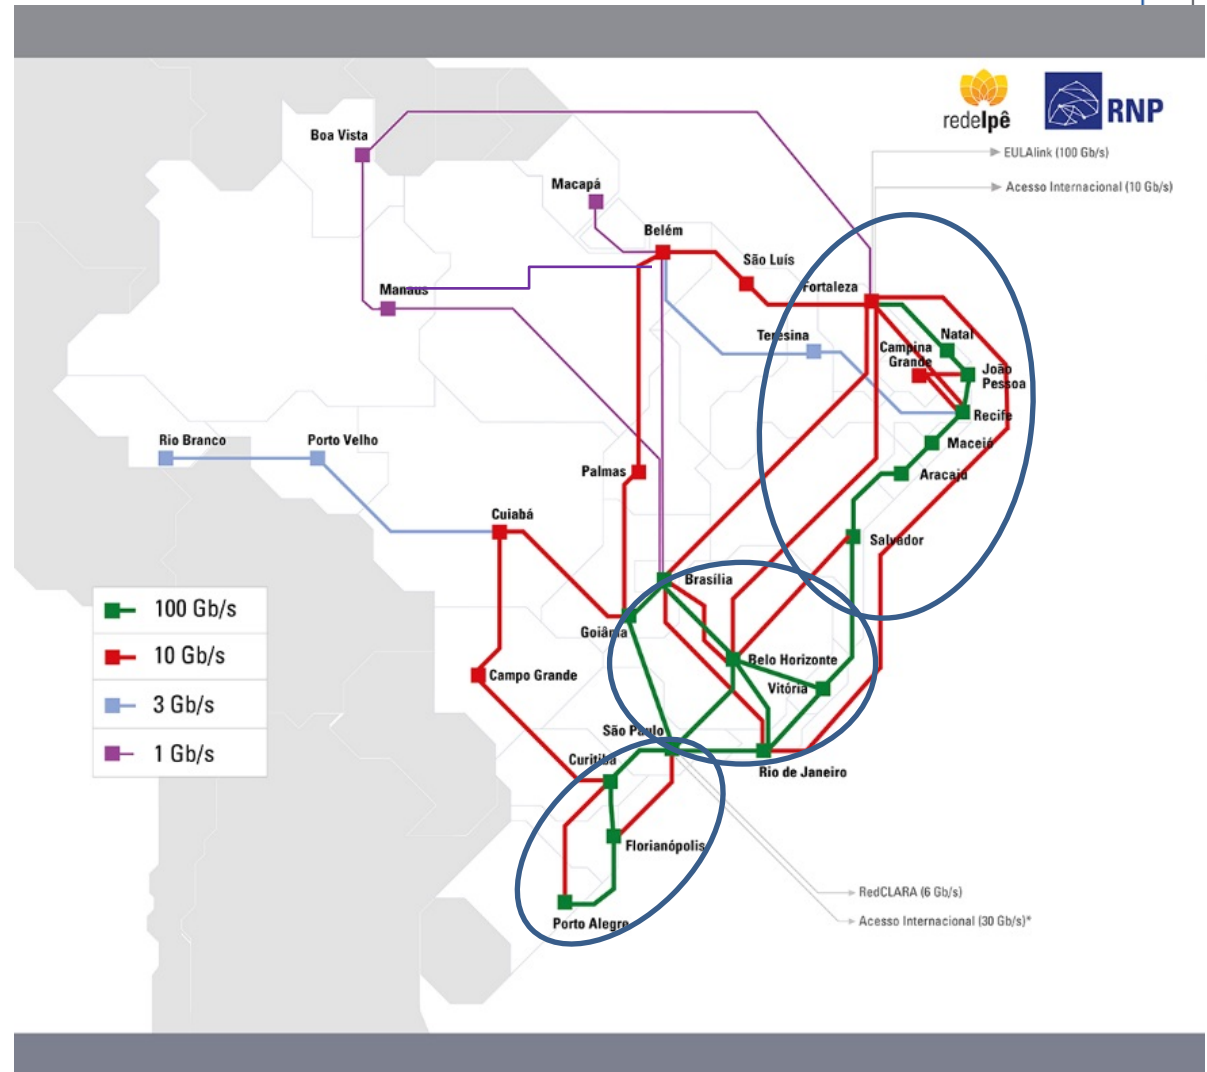 redeIpê
RNP
EULAlink (100 Gb/s)
Acesso Internacional (10 Gb/s)
Boa Vista
Macapá
Belém
São Luís
Manaus
Fortaleza
Teresina
Natal
Campina
Grande
João
Pessoa
Recife
Rio Branco
Porto Velho
Maceió
Palmas
Aracajú
Cuiabá
Salvador
Brasília
100 Gb/s
Goiânia
10 Gb/s
Belo Horizonte
Campo Grande
Vitória
3 Gb/s
São Paulo
1 Gb/s
Curitiba
Rio de Janeiro
Florianópolis
RedCLARA (6 Gb/s)
Porto Alegre
Acesso Internacional (30 Gb/s)*